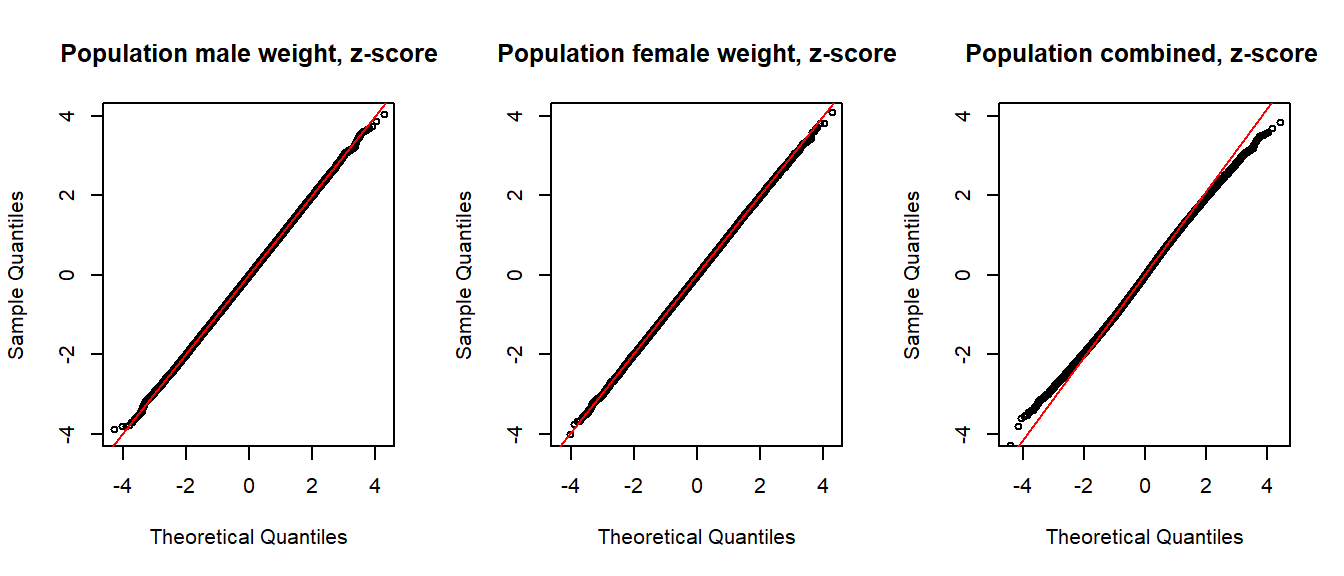 Population male weight, z-score
Population female weight, z-score
Population combined, z-score
Sample Quantiles
4
2
0
-2
-4
-4 -2 0 2 4
Theoretical Quantiles
Sample Quantiles
4
2
0
-2
-4
-4 -2 0 2 4
Theoretical Quantiles
Sample Quantiles
4
2
0
-2
-4
-4 -2 0 2 4
Theoretical Quantiles